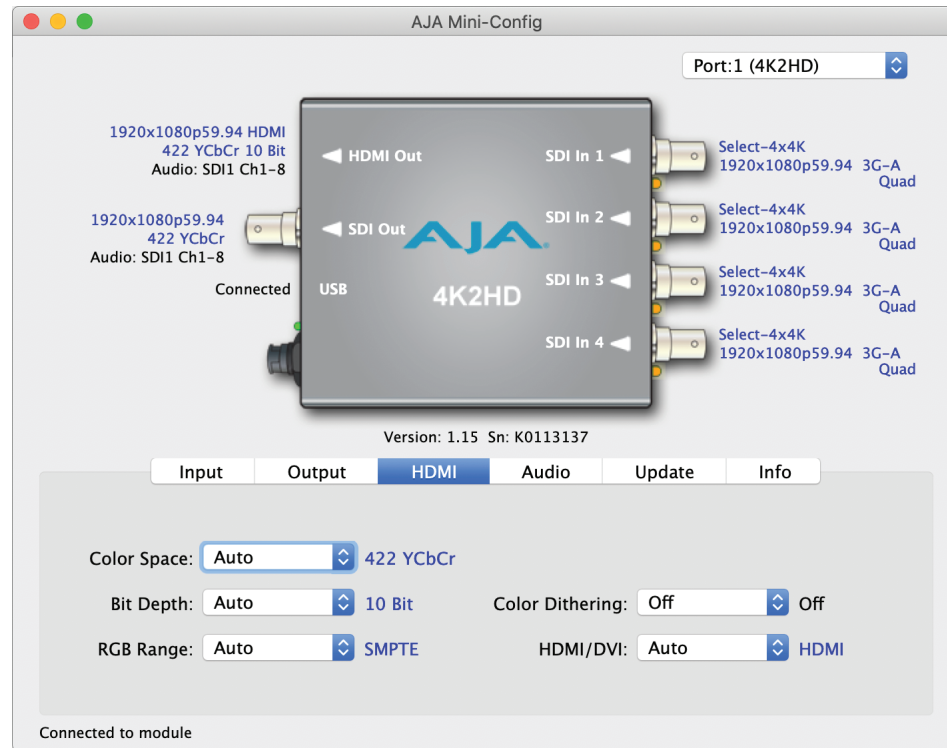 AJA Mini-Config
Port:1 (4K2HD)
1920x1080p59.94 HDMI
422 YCbCr 10 Bit
Audio: SDI1 Ch1-8
1920x1080p59.94
422 YCbCr
Audio: SDI1 Ch1-8
Connected
HDMI Out
SDI Out
USB
AJA
4K2HD
SDI In 1
SDI In 2
SDI In 3
SDI In 4
Select-4x4K
1920x1080p59.94 3G-A
Quad
Select-4x4K
1920x1080p59.94 3G-A
Quad
Select-4x4K
1920x1080p59.94 3G-A
Quad
Select-4x4K
1920x1080p59.94 3G-A
Quad
Version: 1.15 Sn: K0113137
Input Output HDMI Audio Update Info
Color Space: Auto 422 YCbCr
Bit Depth: Auto 10 Bit Color Dithering: Off Off
RGB Range: Auto SMPTE HDMI/DVI: Auto HDMI
Connected to module